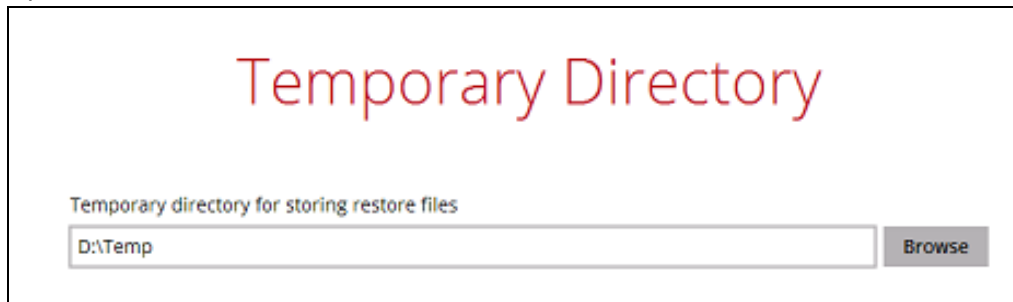 Temporary Directory
Temporary directory for storing restore files
D:\Temp
Browse